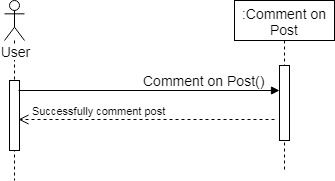 :Comment on
Post
User
Comment on Post()
Successfully comment post